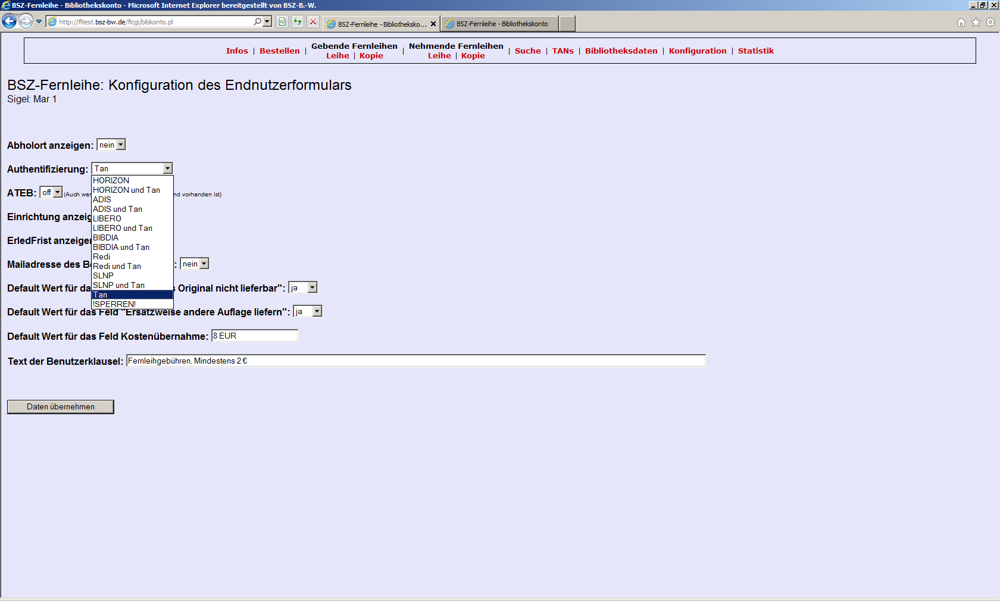 BSZ-Fernleihe - Bibliothekskonto - Microsoft Internet Explorer bereitgestellt von BSZ-B.-W.
http://fltest.bsz-bw.de/flcgi/bibkonto.pl
BSZ-Fernleihe - Bibliotheksko...
BSZ-Fernleihe - Bibliothekskonto
Infos | Bestellen | Gebende Fernleihen Leihe | Kopie | Nehmende Fernleihen Leihe | Kopie | Suche | TANs | Bibliotheksdaten | Konfiguration | Statistik
BSZ-Fernleihe: Konfiguration des Endnutzerformulars
Sigel: Mar 1
Abholort anzeigen: nein
Authentifizierung: Tan
HORIZON
HORIZON und Tan
ADIS
ADIS und Tan
LIBERO
LIBERO und Tan
BIBDIA
BIBDIA und Tan
Redi
Redi und Tan
SLNP
SLNP und Tan
Tan
!SPERREN!
ATEB: off (Auch wer nd vorhanden ist)
Einrichtung anzeig
ErledFrist anzeige
Mailadresse des B : nein
Default Wert für da s Original nicht lieferbar": ja
Default Wert für das Feld "Ersatzweise andere Auflage liefern": ja
Default Wert für das Feld Kostenübernahme: 8 EUR
Text der Benutzerklausel: Fernleihgebühren. Mindestens 2 €
Daten übernehmen